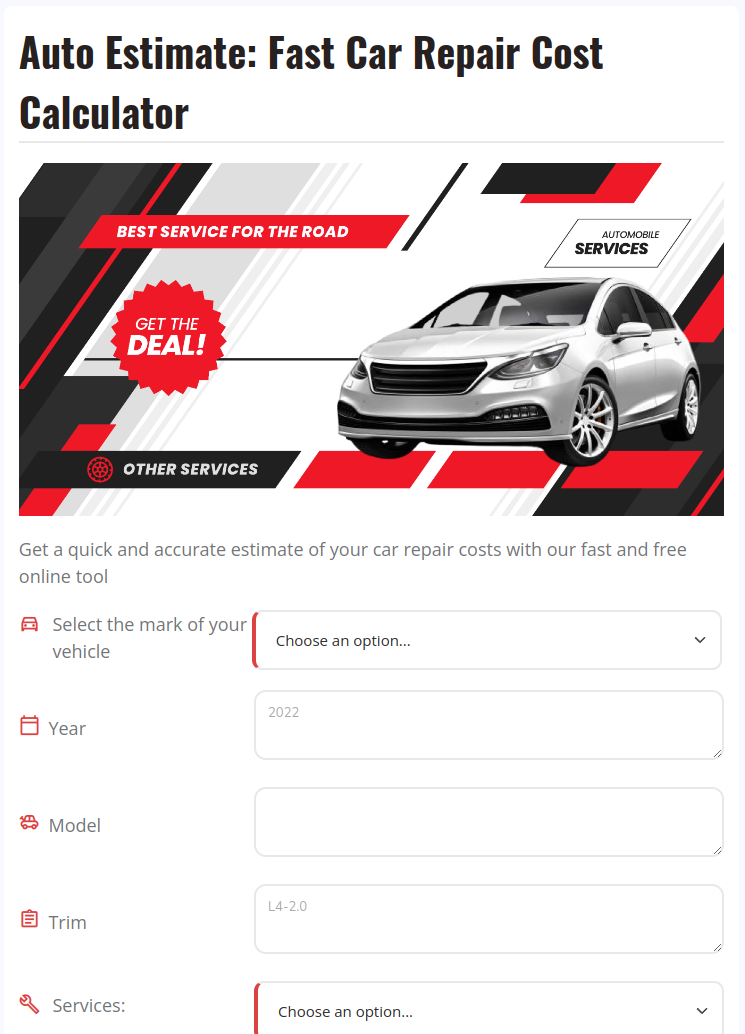 Auto Estimate: Fast Car Repair Cost
Calculator
BEST SERVICE FOR THE ROAD
AUTOMOBILE
SERVICES
GET THE
DEAL!
OTHER SERVICES
Get a quick and accurate estimate of your car repair costs with our fast and free
online tool
Select the mark of your
vehicle
Choose an option...
Year
2022
Model
Trim
L4-2.0
Services:
Choose an option...